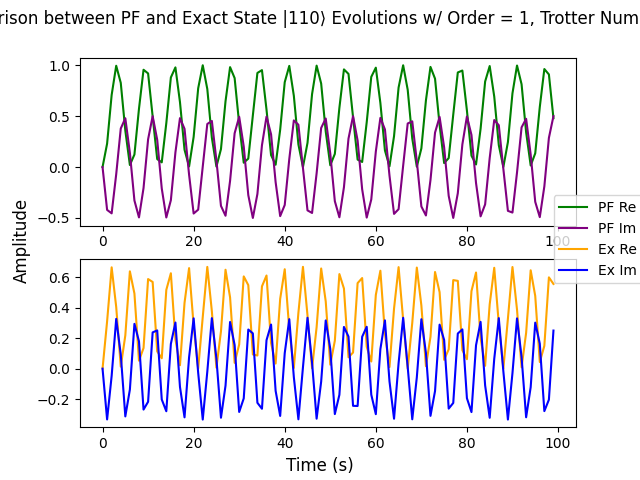 rison between PF and Exact State |110⟩ Evolutions w/ Order = 1, Trotter Num
1.0
0.5
0.0
−0.5
0 20 40 60 80 100
PF Re
PF Im
Ex Re
Ex Im
Amplitude
0.6
0.4
0.2
0.0
−0.2
0 20 40 60 80 100
Time (s)